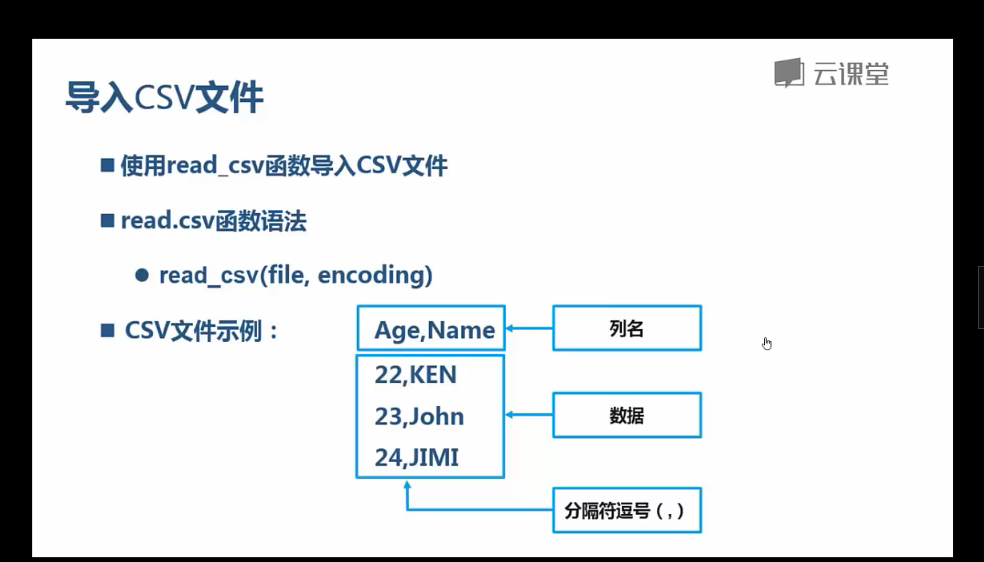 云课堂
导入CSV文件
使用read_csv函数导入CSV文件
read.csv函数语法
read_csv(file, encoding)
CSV文件示例：
Age,Name
列名
22,KEN
23,John
数据
24,JIMI
分隔符逗号（,）